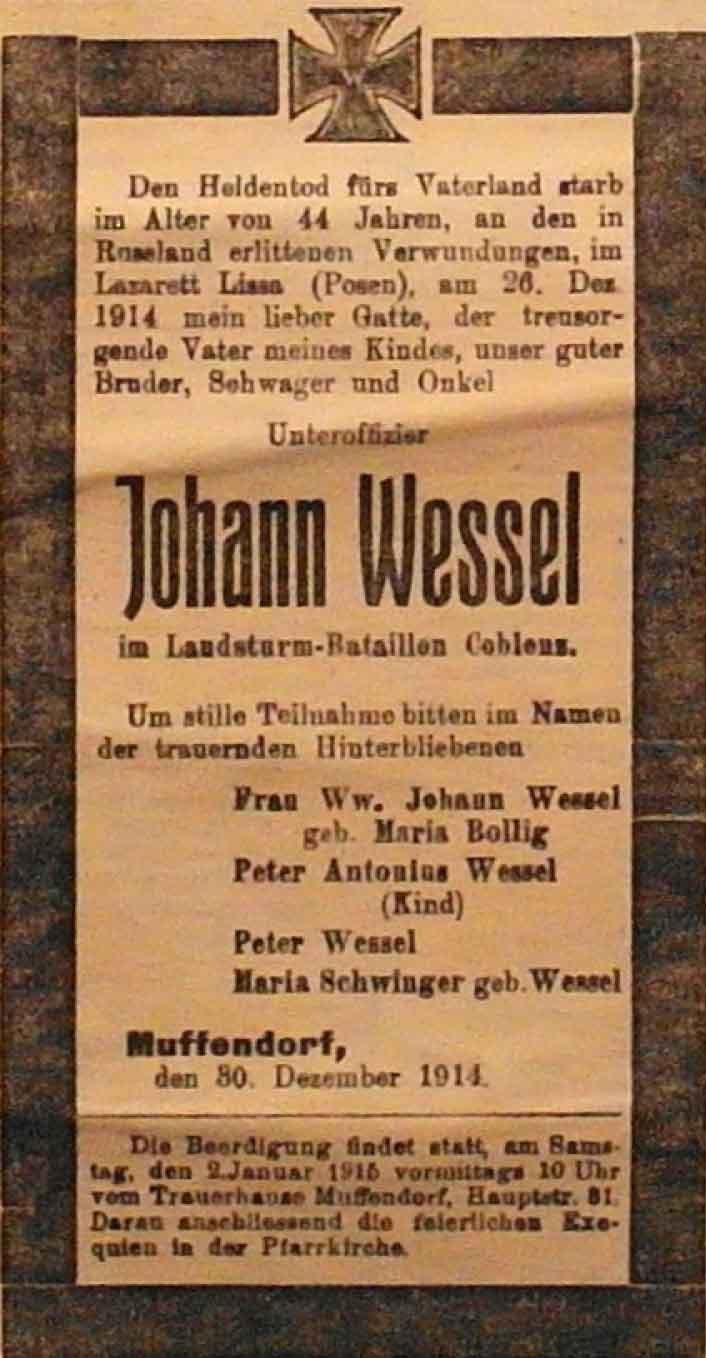 Den Heldentod fürs Vaterland starb
im Alter von 44 Jahren, an den in
Russland erlittenen Verwundungen, im
Lazarett Lissa (Posen), am 26. Dez.
1914 mein lieber Gatte, der treusor-
gende Vater meines Kindes, unser guter
Bruder, Schwager und Onkel
Unteroffizier
Johann Wessel
im Landsturm-Bataillon Coblenz.
Um stille Teilnahme bitten im Namen
der trauernden Hinterbliebenen
Frau Ww. Johann Wessel
geb. Maria Bollig
Peter Antonius Wessel
(Kind)
Peter Wessel
Maria Schwinger geb. Wessel
Muffendorf,
den 30. Dezember 1914.
Die Beerdigung findet statt, am Sams-
tag, den 2. Januar 1915 vormittags 10 Uhr
vom Trauerhause Muffendorf, Hauptstr. 81.
Daran anschliessend die feierlichen Exe-
quien in der Pfarrkirche.